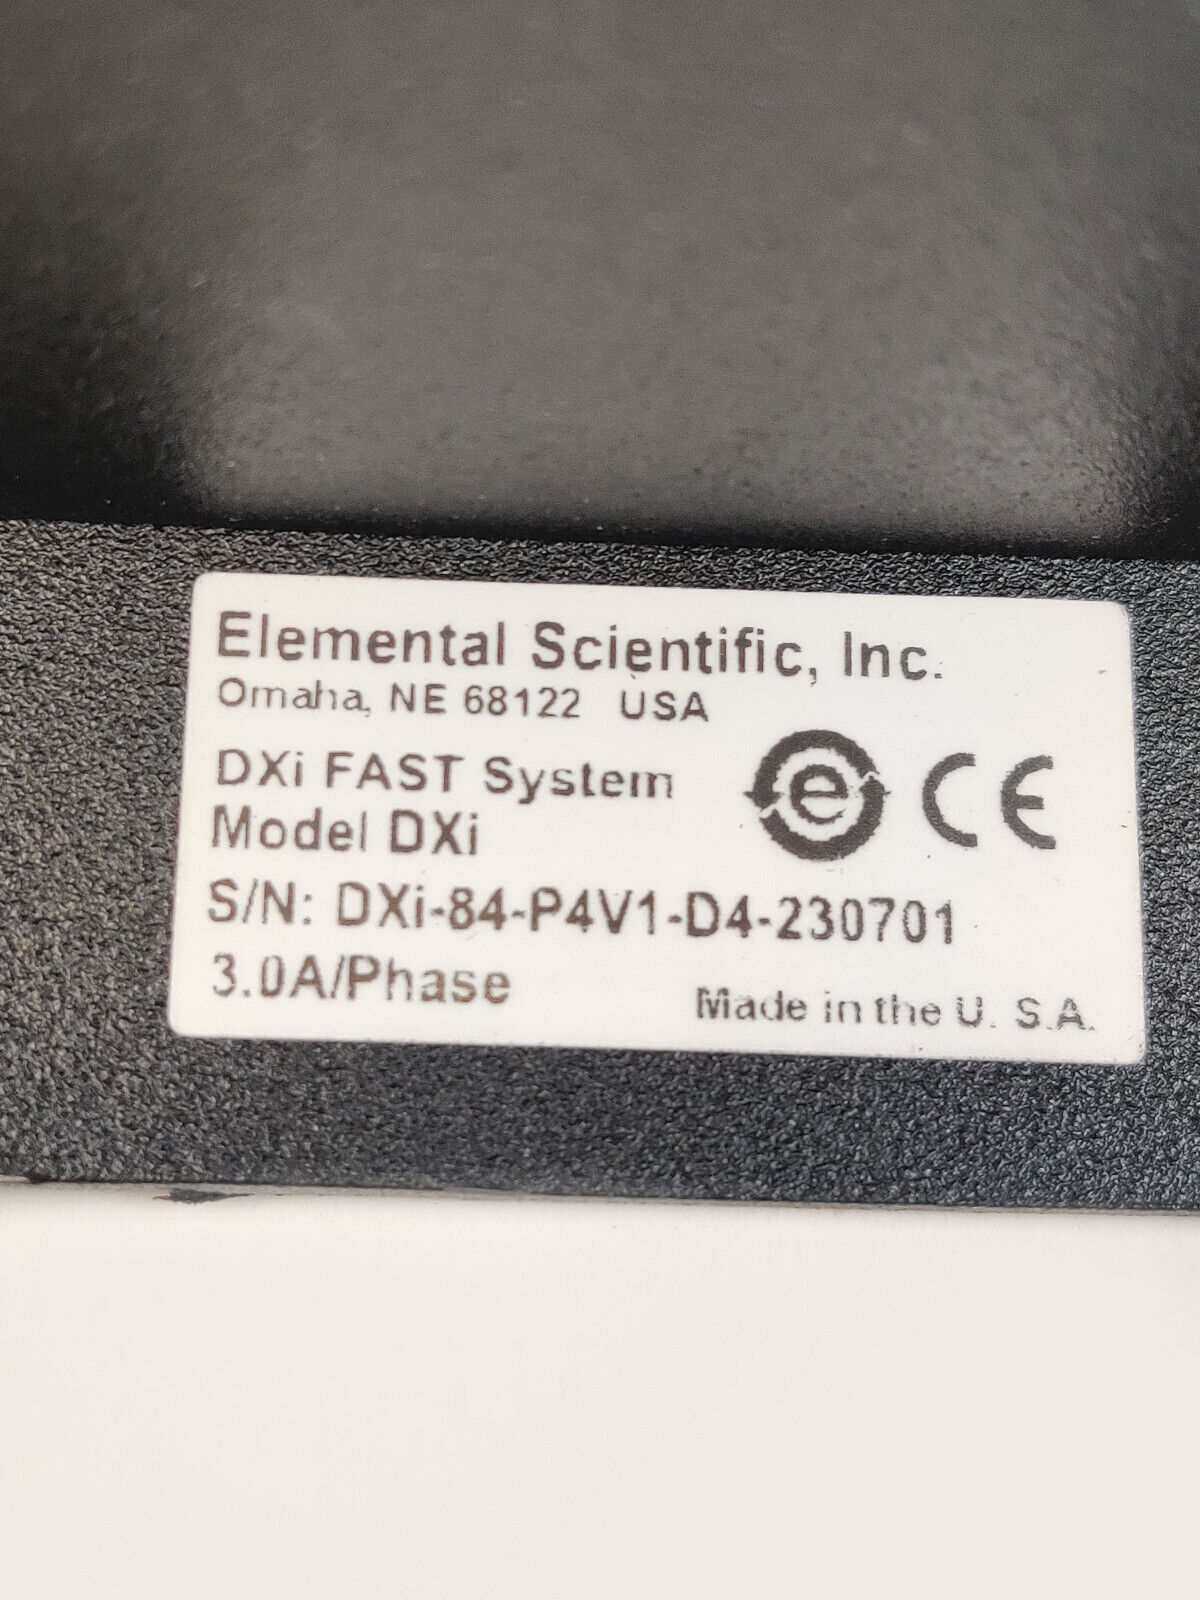 Elemental Scientific, Inc.
Omaha, NE 68122 USA
DXi FAST System
Model DXi
e CE
S/N: DXi-84-P4V1-D4-230701
3.0A/Phase
Made in the U. S.A.